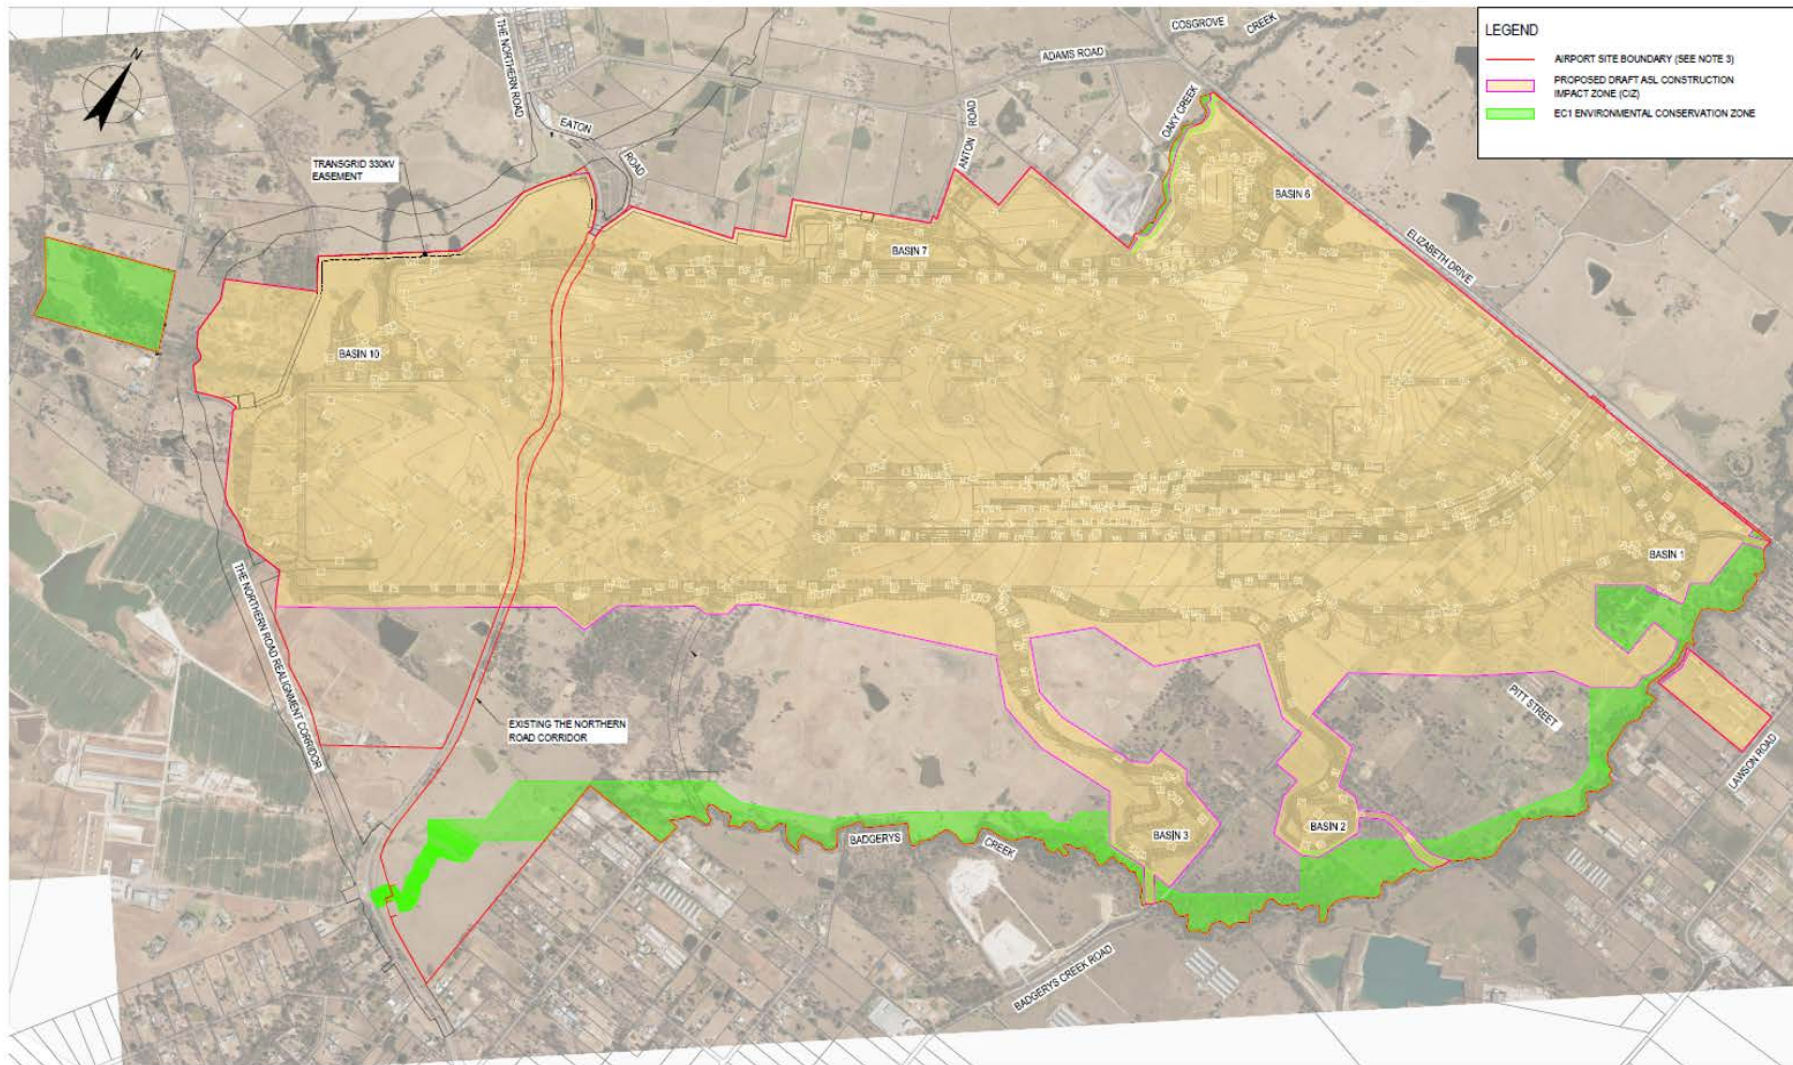 LEGEND
AIRPORT SITE BOUNDARY (SEE NOTE 3)
PROPOSED DRAFT ASL CONSTRUCTION
IMPACT ZONE (CIZ)
EC1 ENVIRONMENTAL CONSERVATION ZONE
N
THE NORTHERN ROAD
COSGROVE
CREEK
ADAMS ROAD
EATON
ROAD
ANTON
ROAD
OAKY CREEK
TRANSGRID 330kV
EASEMENT
BASIN 6
BASIN 7
ELIZABETH DRIVE
BASIN 10
BASIN 1
THE NORTHERN ROAD REALIGNMENT CORRIDOR
PITT STREET
EXISTING THE NORTHERN
ROAD CORRIDOR
LAWSON ROAD
BADGERYS
CREEK
BASIN 3
BASIN 2
BADGERYS CREEK ROAD